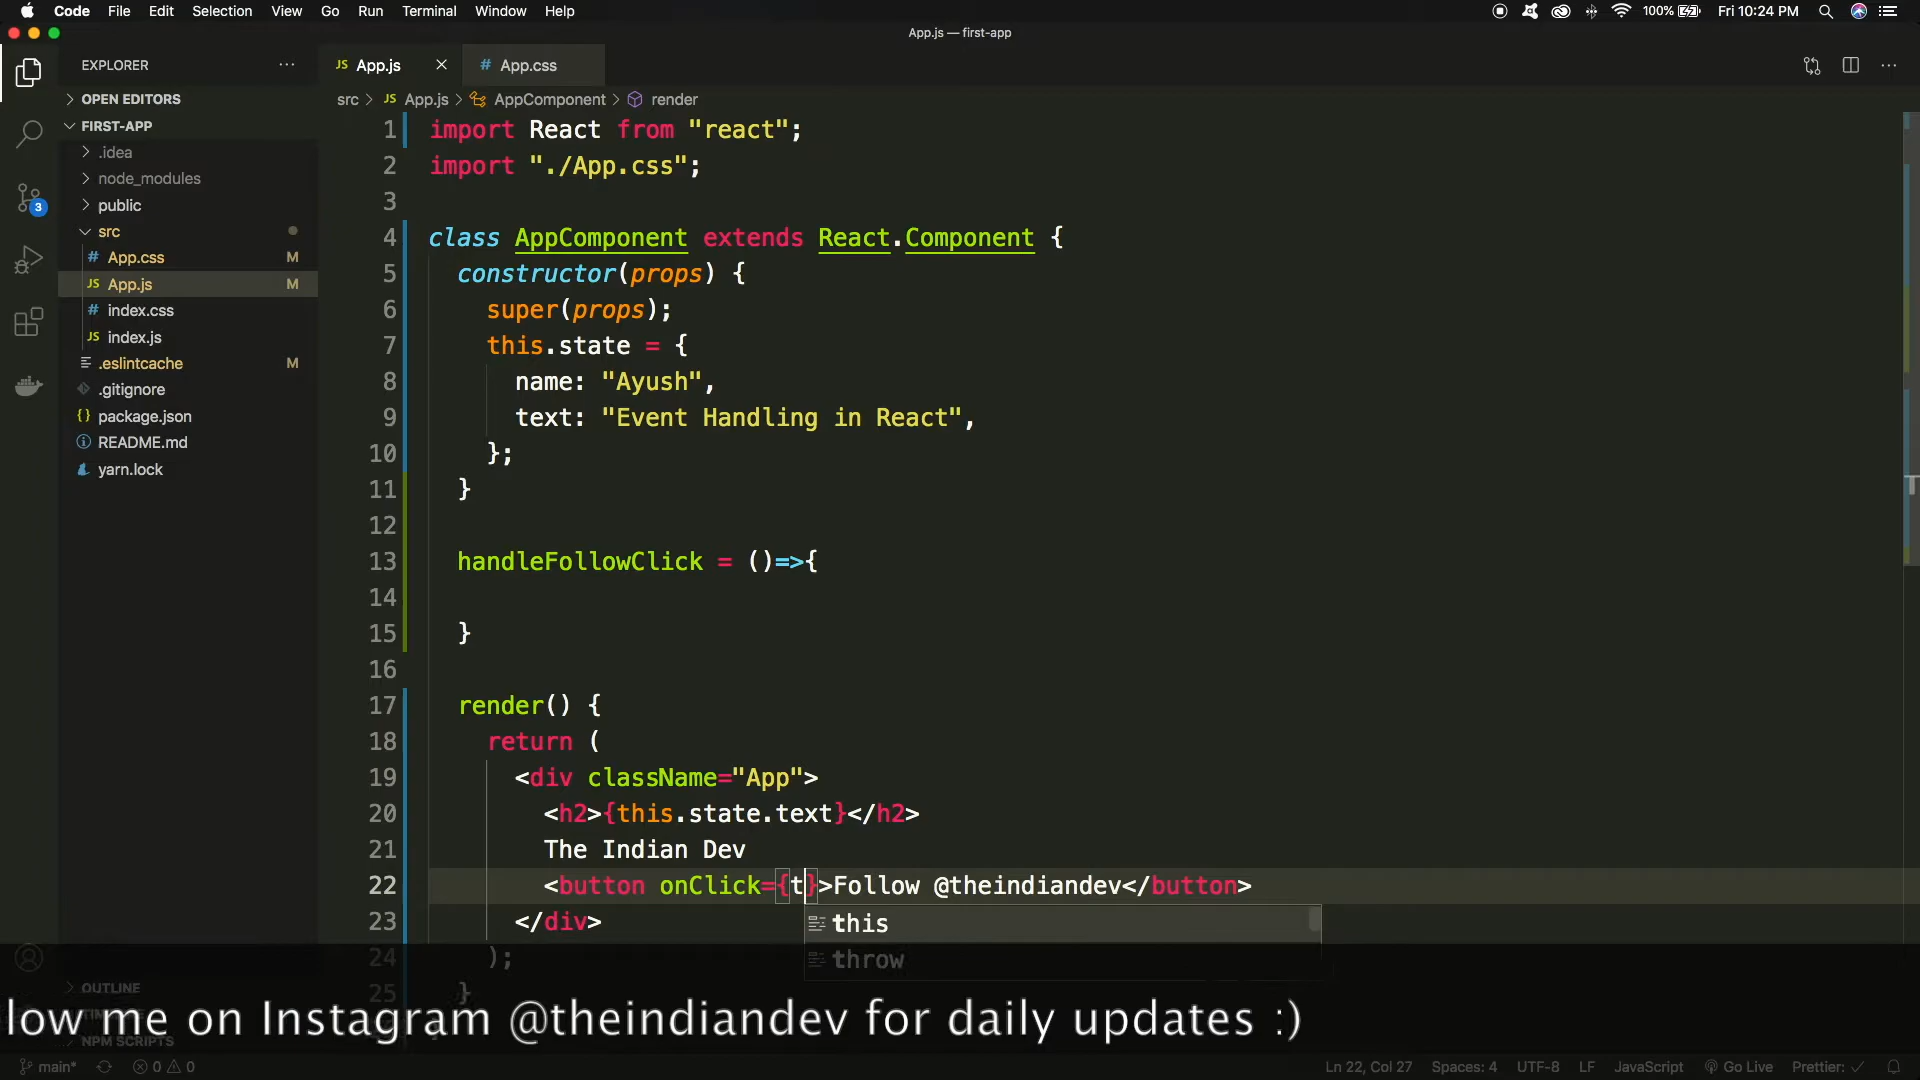 Code File Edit Selection View Go Run Terminal Window Help 100% Fri 10:24 PM
App.js — first-app
EXPLORER ...
App.js App.css
OPEN EDITORS
FIRST-APP
.idea
node_modules
public
src
App.css M
App.js M
index.css
index.js
.eslintcache M
.gitignore
package.json
README.md
yarn.lock
src > JS App.js > AppComponent > render
1 import React from "react";
2 import "./App.css";
3
4 class AppComponent extends React.Component {
5 constructor(props) {
6 super(props);
7 this.state = {
8 name: "Ayush",
9 text: "Event Handling in React",
10 };
11 }
12
13 handleFollowClick = ()=>{
14
15 }
16
17 render() {
18 return (
19 <div className="App">
20 <h2>{this.state.text}</h2>
21 The Indian Dev
22 <button onClick={t}>Follow @theindiandev</button>
this
23 </div>
throw
24 );
25 }
OUTLINE
NPM SCRIPTS
low me on Instagram @theindiandev for daily updates :)
3
main* 0 0 Ln 22, Col 27 Spaces: 4 UTF-8 LF JavaScript Go Live Prettier: ✓